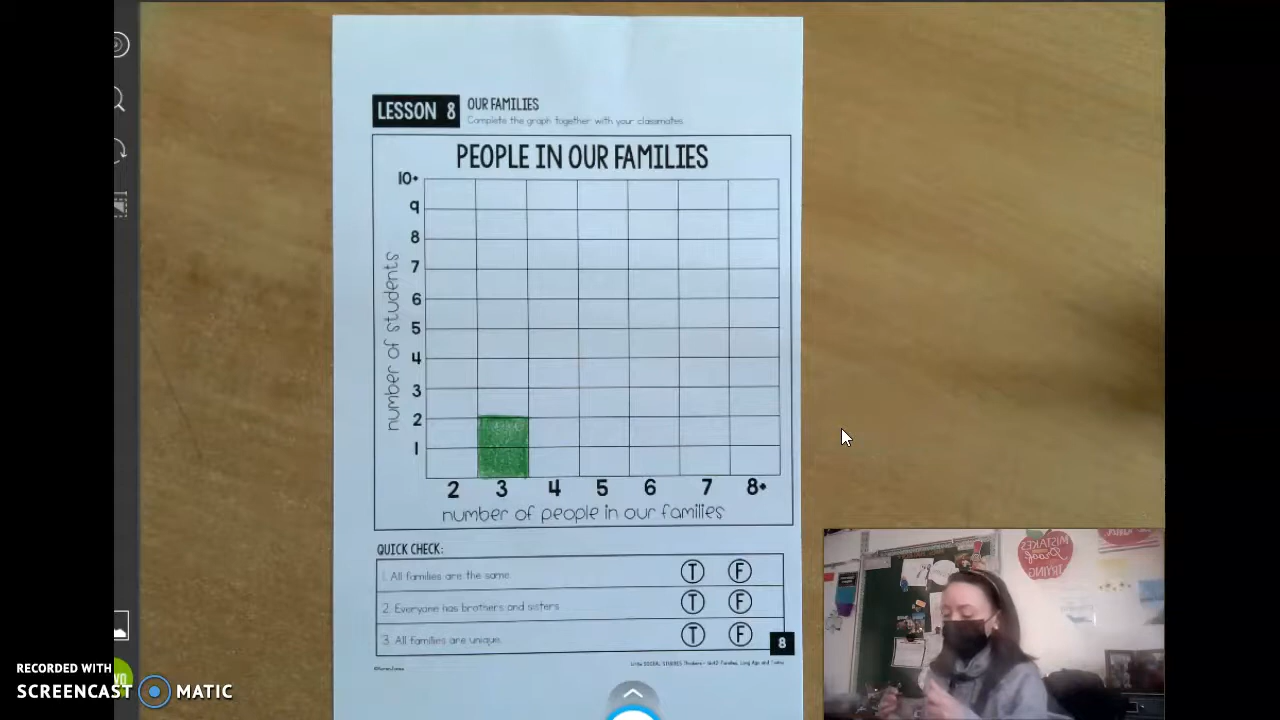 LESSON 8
OUR FAMILIES
Complete the graph together with your classmates.
PEOPLE IN OUR FAMILIES
number of students
10+
9
8
7
6
5
4
3
2
1
2 3 4 5 6 7 8+
number of people in our families
QUICK CHECK:
1. All families are the same. T F
2. Everyone has brothers and sisters. T F
3. All families are unique. T F
8
MISTAKES
Proof
TRYING
RECORDED WITH
SCREENCAST MATIC